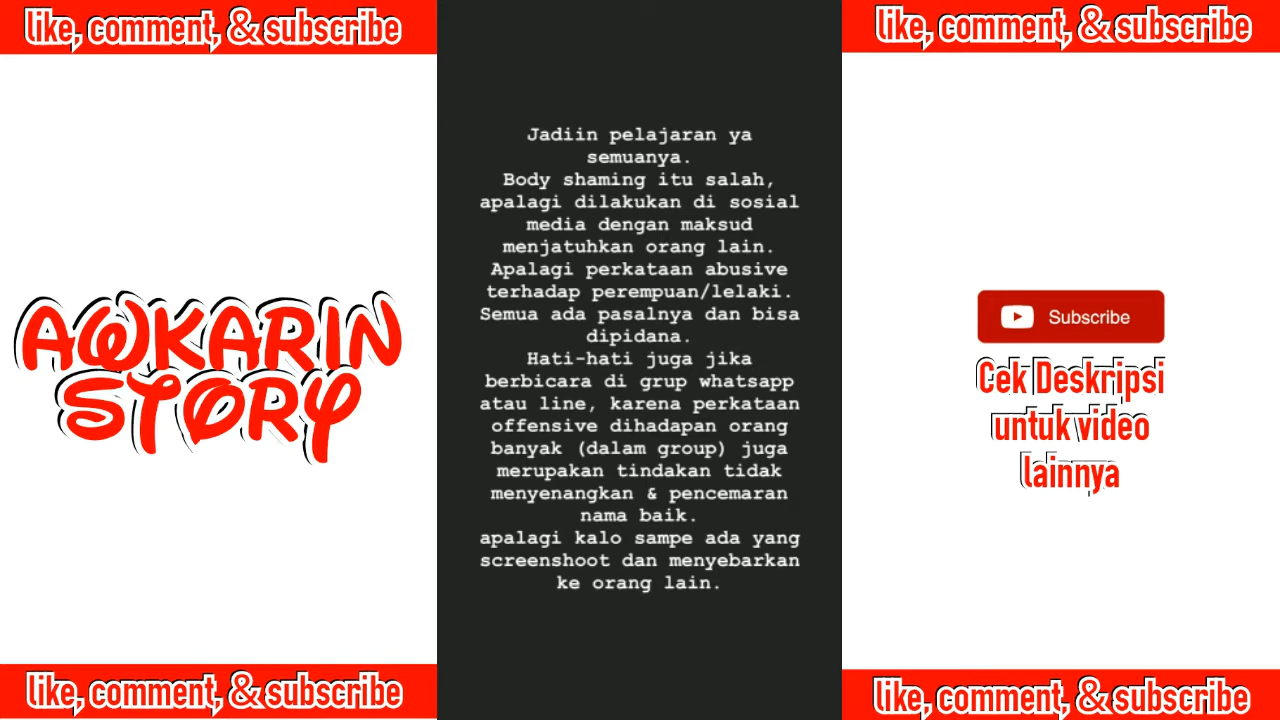 like, comment, & subscribe
like, comment, & subscribe
AWKARIN
STORY
Jadiin pelajaran ya
semuanya.
Body shaming itu salah,
apalagi dilakukan di sosial
media dengan maksud
menjatuhkan orang lain.
Apalagi perkataan abusive
terhadap perempuan/lelaki.
Semua ada pasalnya dan bisa
dipidana.
Hati-hati juga jika
berbicara di grup whatsapp
atau line, karena perkataan
offensive dihadapan orang
banyak (dalam group) juga
merupakan tindakan tidak
menyenangkan & pencemaran
nama baik.
apalagi kalo sampe ada yang
screenshoot dan menyebarkan
ke orang lain.
Subscribe
Cek Deskripsi
untuk video
lainnya
like, comment, & subscribe
like, comment, & subscribe